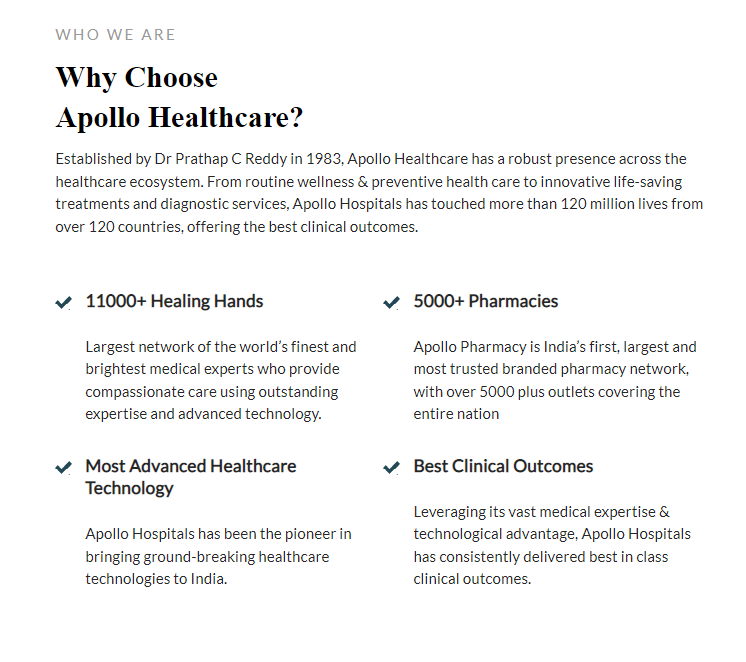 WHO WE ARE
Why Choose
Apollo Healthcare?
Established by Dr Prathap C Reddy in 1983, Apollo Healthcare has a robust presence across the
healthcare ecosystem. From routine wellness & preventive health care to innovative life-saving
treatments and diagnostic services, Apollo Hospitals has touched more than 120 million lives from
over 120 countries, offering the best clinical outcomes.
11000+ Healing Hands
Largest network of the world’s finest and
brightest medical experts who provide
compassionate care using outstanding
expertise and advanced technology.
5000+ Pharmacies
Apollo Pharmacy is India’s first, largest and
most trusted branded pharmacy network,
with over 5000 plus outlets covering the
entire nation
Most Advanced Healthcare
Technology
Apollo Hospitals has been the pioneer in
bringing ground-breaking healthcare
technologies to India.
Best Clinical Outcomes
Leveraging its vast medical expertise &
technological advantage, Apollo Hospitals
has consistently delivered best in class
clinical outcomes.